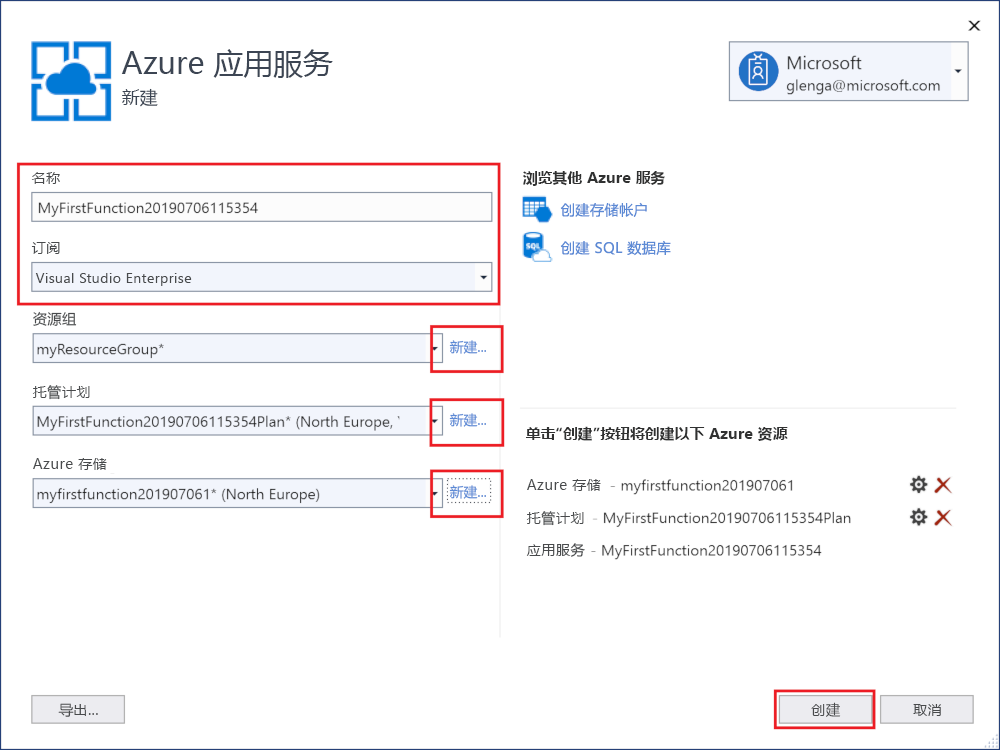 Azure 应用服务
新建
Microsoft
glenga@microsoft.com
名称
MyFirstFunction20190706115354
订阅
Visual Studio Enterprise
资源组
myResourceGroup*
新建...
托管计划
MyFirstFunction20190706115354Plan* (North Europe, `
新建...
Azure 存储
myfirstfunction201907061* (North Europe)
新建...
浏览其他 Azure 服务
创建存储帐户
SQL
创建 SQL 数据库
单击“创建”按钮将创建以下 Azure 资源
Azure 存储 - myfirstfunction201907061
托管计划 - MyFirstFunction20190706115354Plan
应用服务 - MyFirstFunction20190706115354
导出...
创建
取消